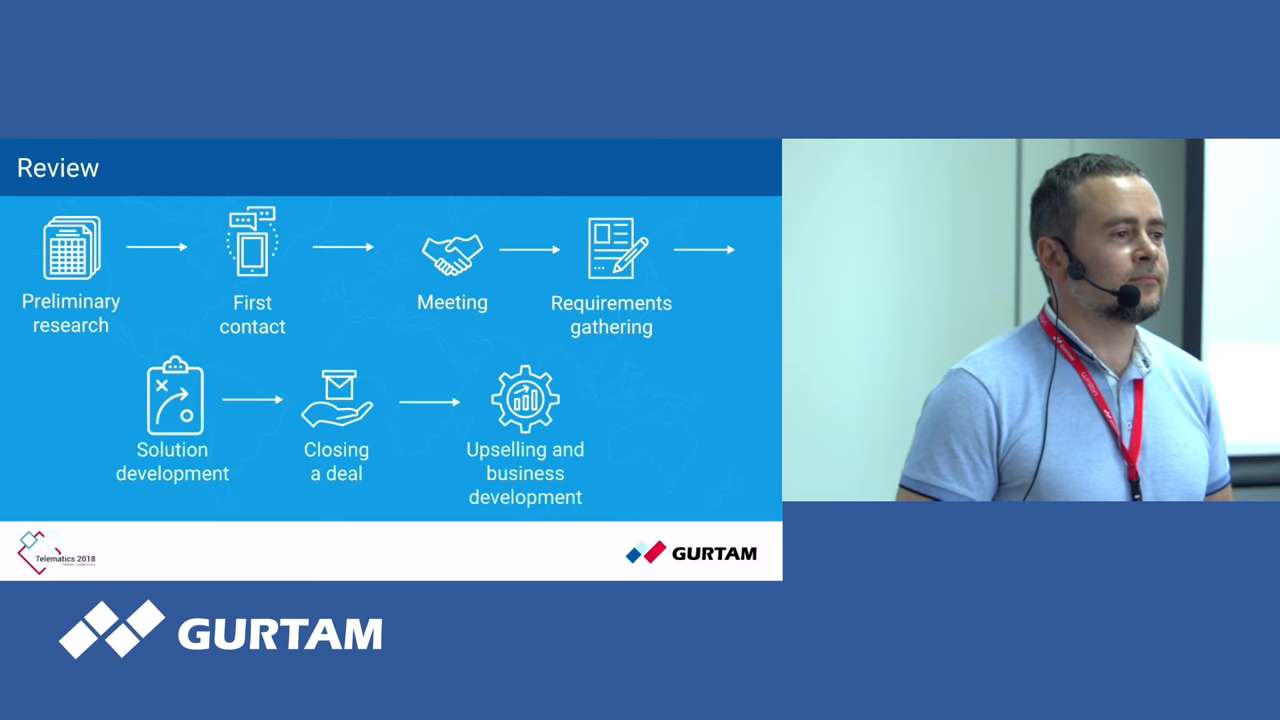 Review
Preliminary
research
First
contact
Meeting
Requirements
gathering
Solution
development
Closing
a deal
Upselling and
business
development
Telematics 2018
GURTAM
GURTAM